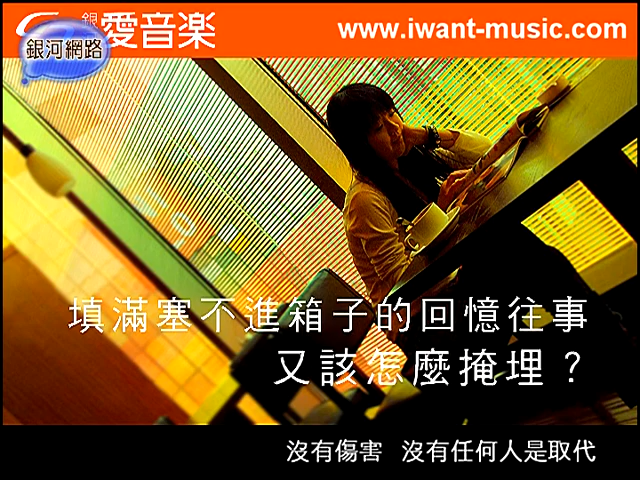 銀
愛音楽
www.iwant-music.com
銀河網路
填滿塞不進箱子的回憶往事
又該怎麼掩埋？
沒有傷害 沒有任何人是取代